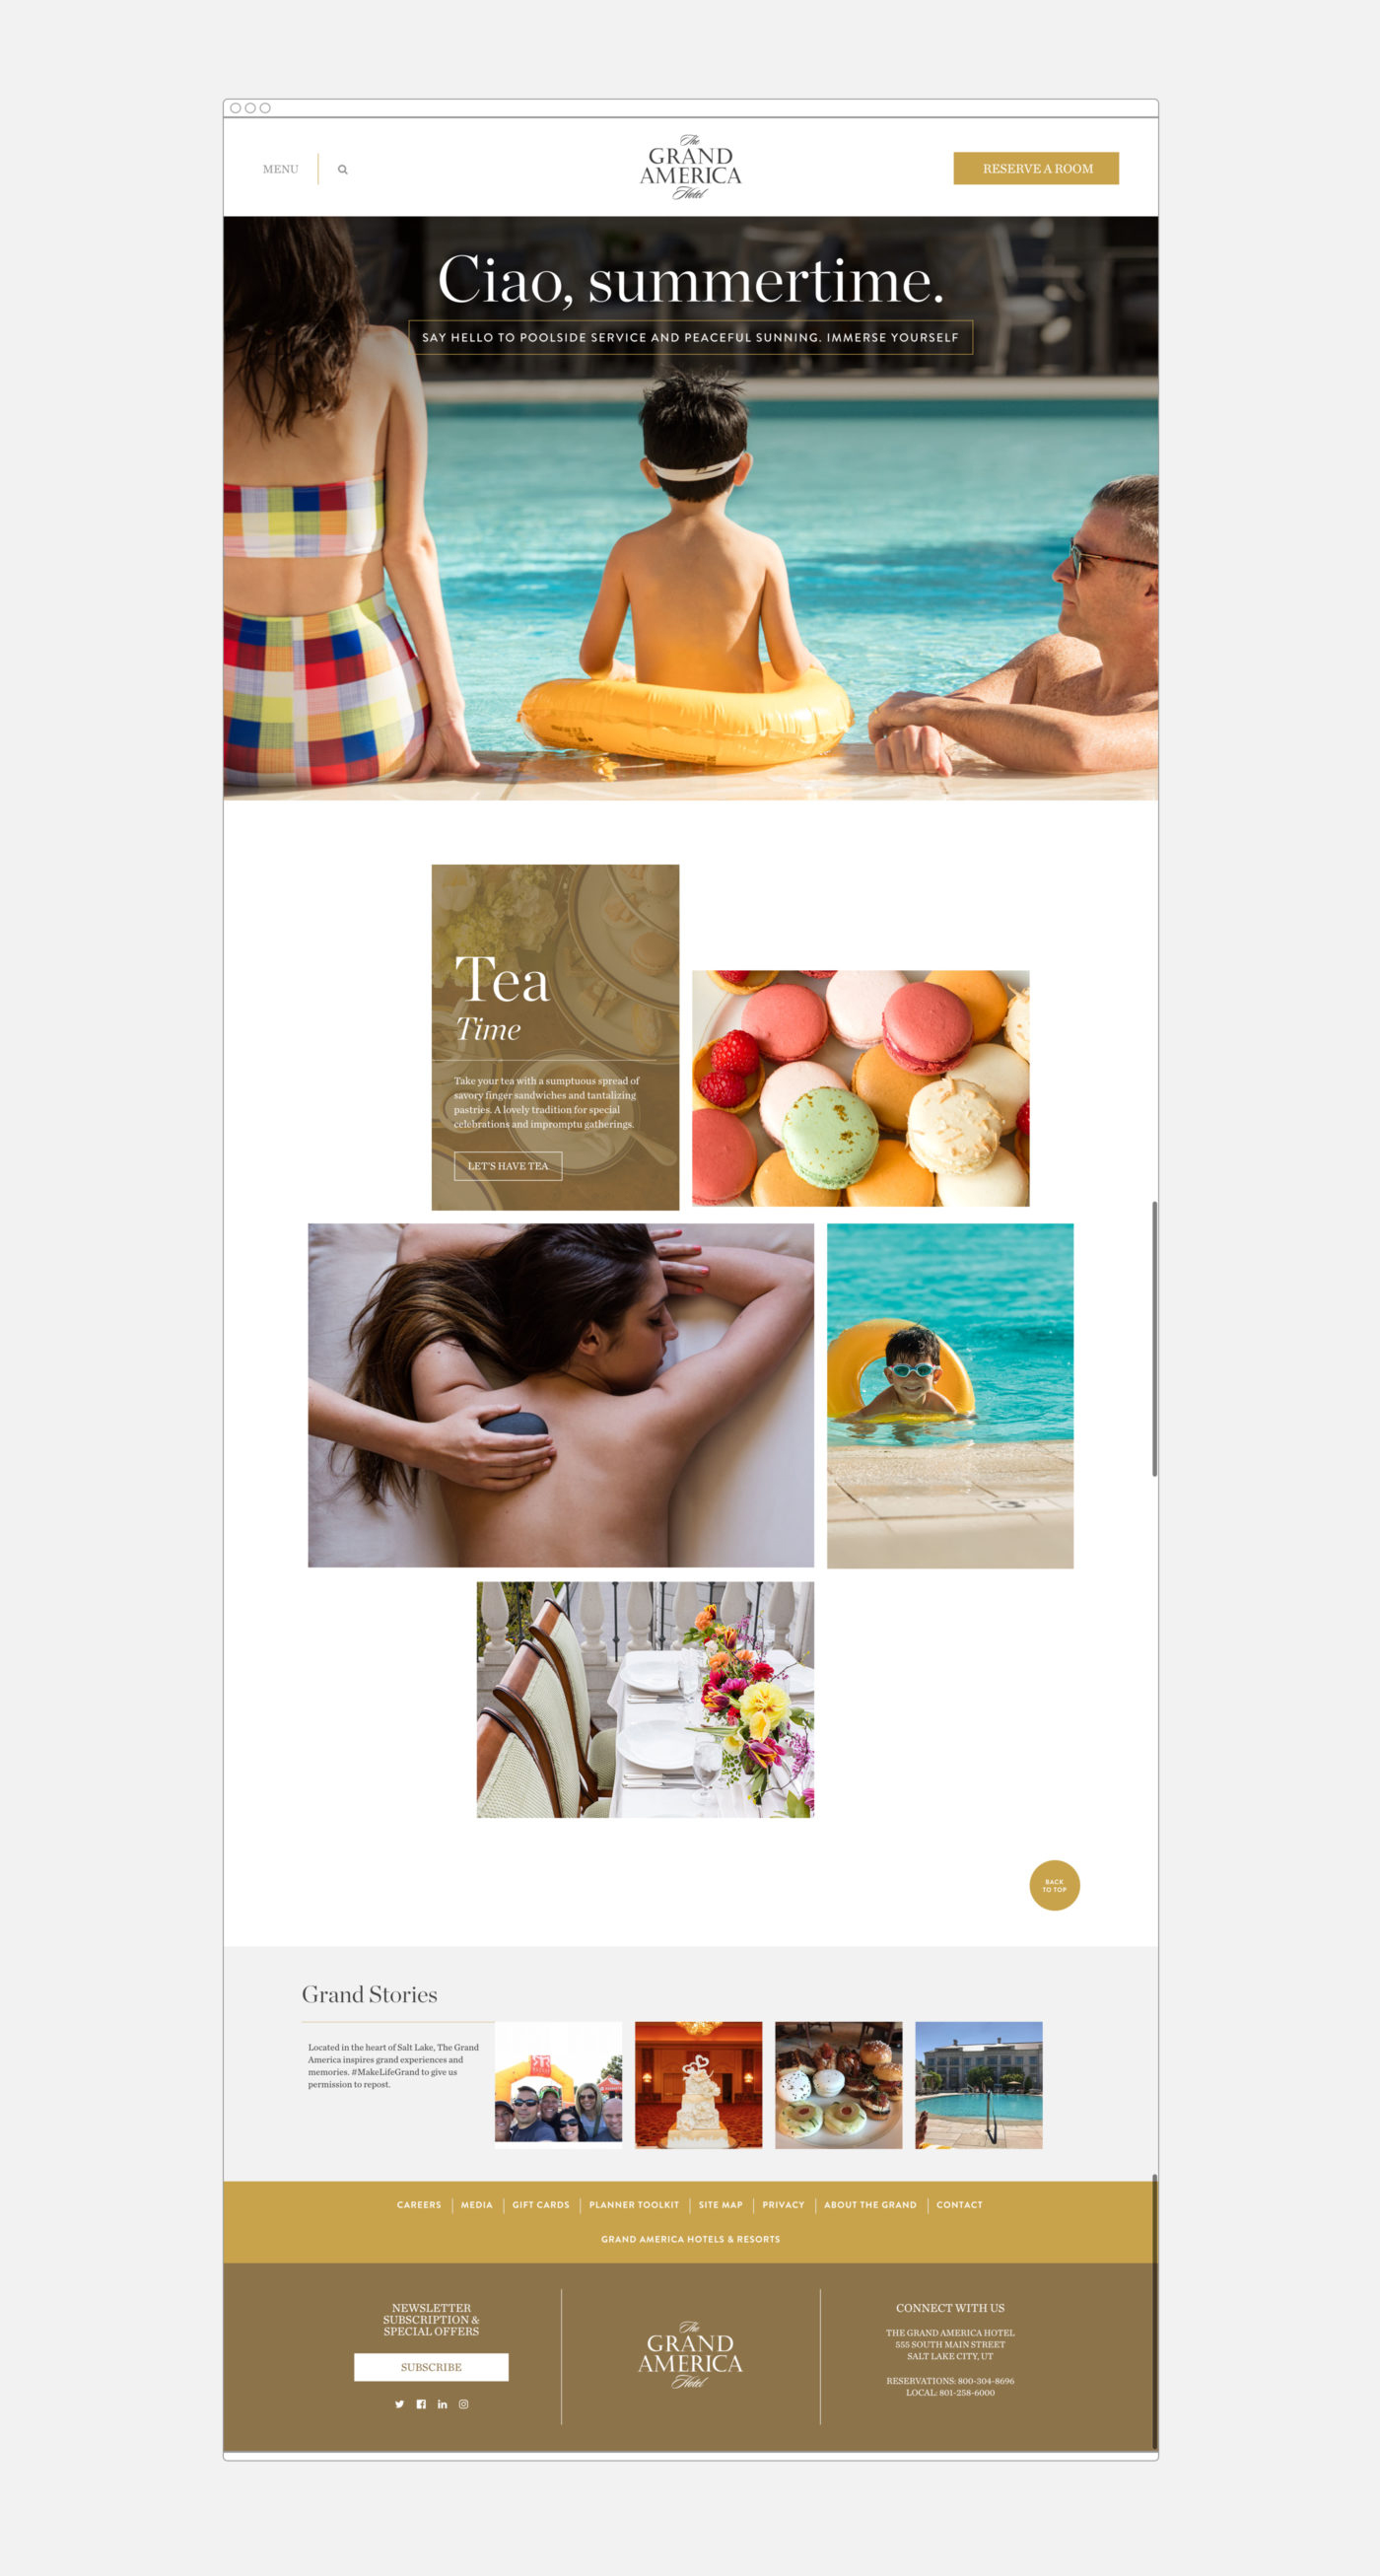 MENU
The
GRAND
AMERICA
Hotel
RESERVE A ROOM
Ciao, summertime.
SAY HELLO TO POOLSIDE SERVICE AND PEACEFUL SUNNING. IMMERSE YOURSELF
Tea
Time
Take your tea with a sumptuous spread of
savory finger sandwiches and tantalizing
pastries. A lovely tradition for special
celebrations and impromptu gatherings.
LET'S HAVE TEA
BACK
TO TOP
Grand Stories
Located in the heart of Salt Lake, The Grand
America inspires grand experiences and
memories. #MakeLifeGrand to give us
permission to repost.
CAREERS
MEDIA
GIFT CARDS
PLANNER TOOLKIT
SITE MAP
PRIVACY
ABOUT THE GRAND
CONTACT
GRAND AMERICA HOTELS & RESORTS
NEWSLETTER
SUBSCRIPTION &
SPECIAL OFFERS
SUBSCRIBE
The
GRAND
AMERICA
Hotel
CONNECT WITH US
THE GRAND AMERICA HOTEL
555 SOUTH MAIN STREET
SALT LAKE CITY, UT
RESERVATIONS: 800-304-8696
LOCAL: 801-258-6000